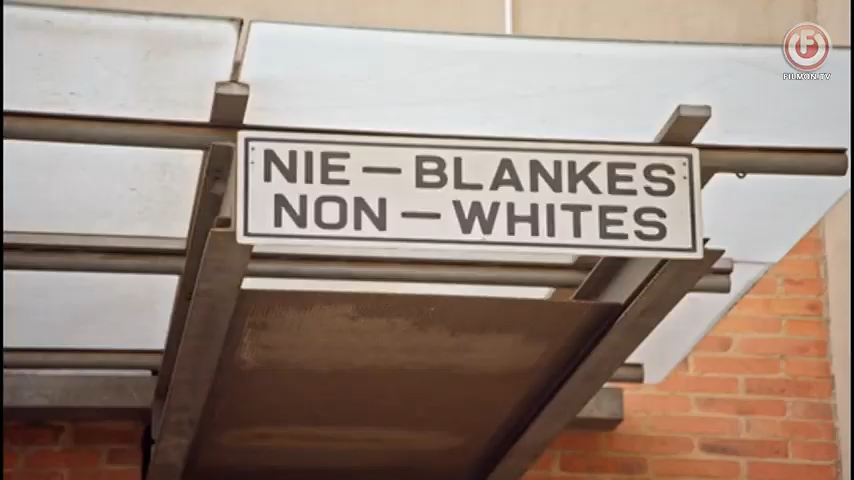 NIE – BLANKES
NON – WHITES
F
FILMON.TV